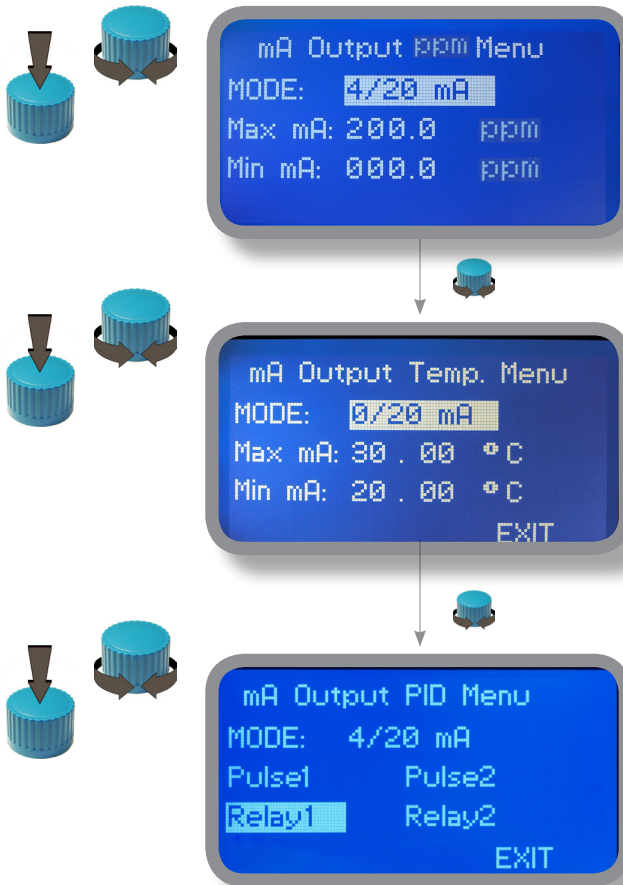 mA Output ppm Menu
MODE: 4/20 mA
Max mA: 200.0 ppm
Min mA: 000.0 ppm
mA Output Temp. Menu
MODE: 0/20 mA
Max mA: 30 . 00 °C
Min mA: 20 . 00 °C
EXIT
mA Output PID Menu
MODE: 4/20 mA
Pulse1 Pulse2
Relay1 Relay2
EXIT